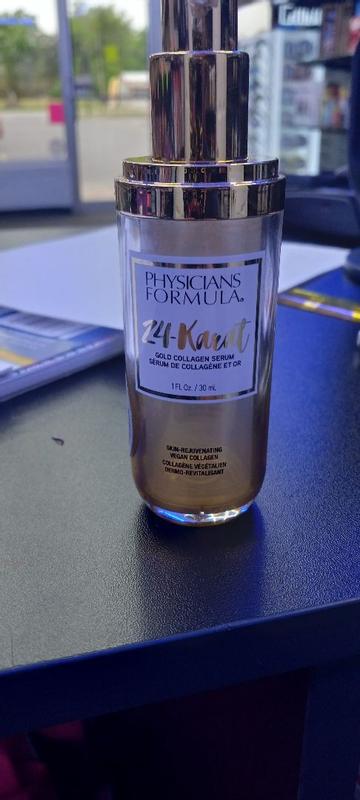 PHYSICIANS
FORMULA®
24-Karat
GOLD COLLAGEN SERUM
SÉRUM DE COLLAGÈNE ET OR
1 FL Oz. / 30 mL
SKIN-REJUVENATING
VEGAN COLLAGEN
COLLAGÈNE VÉGÉTALIEN
DERMO-REVITALISANT